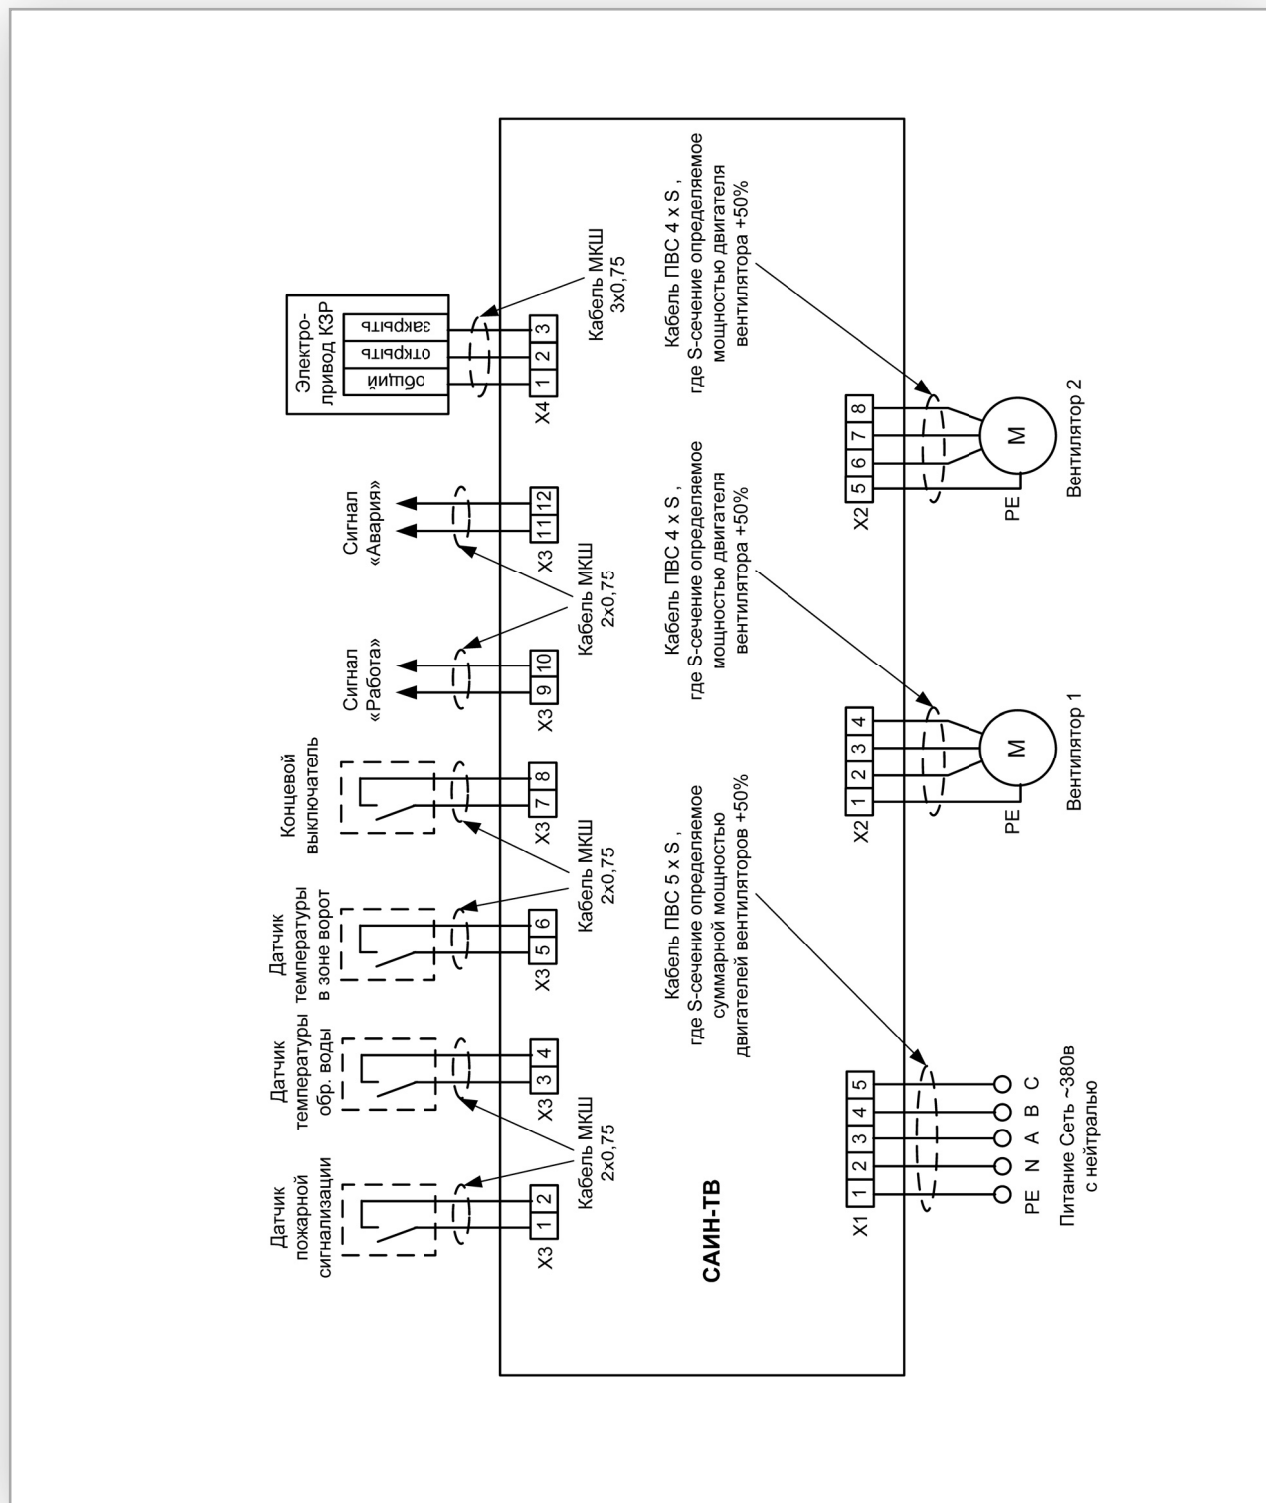 Датчик
пожарной
сигнализации
Датчик
температуры
обр. воды
Датчик
температуры
в зоне ворот
Концевой
выключатель
Сигнал
«Работа»
Сигнал
«Авария»
Электро-
привод КЗР
общий
открыть
закрыть
X3 1 2
X3 3 4
X3 5 6
X3 7 8
X3 9 10
X3 11 12
X4 1 2 3
Кабель МКШ
2x0,75
Кабель МКШ
2x0,75
Кабель МКШ
2x0,75
Кабель МКШ
3x0,75
САИН-ТВ
Кабель ПВС 5 x S ,
где S-сечение определяемое
суммарной мощностью
двигателей вентиляторов +50%
Кабель ПВС 4 x S ,
где S-сечение определяемое
мощностью двигателя
вентилятора +50%
Кабель ПВС 4 x S ,
где S-сечение определяемое
мощностью двигателя
вентилятора +50%
X1 1 2 3 4 5
X2 1 2 3 4
X2 5 6 7 8
PE N A B C
Питание Сеть ~380в
с нейтралью
PE
M
Вентилятор 1
PE
M
Вентилятор 2